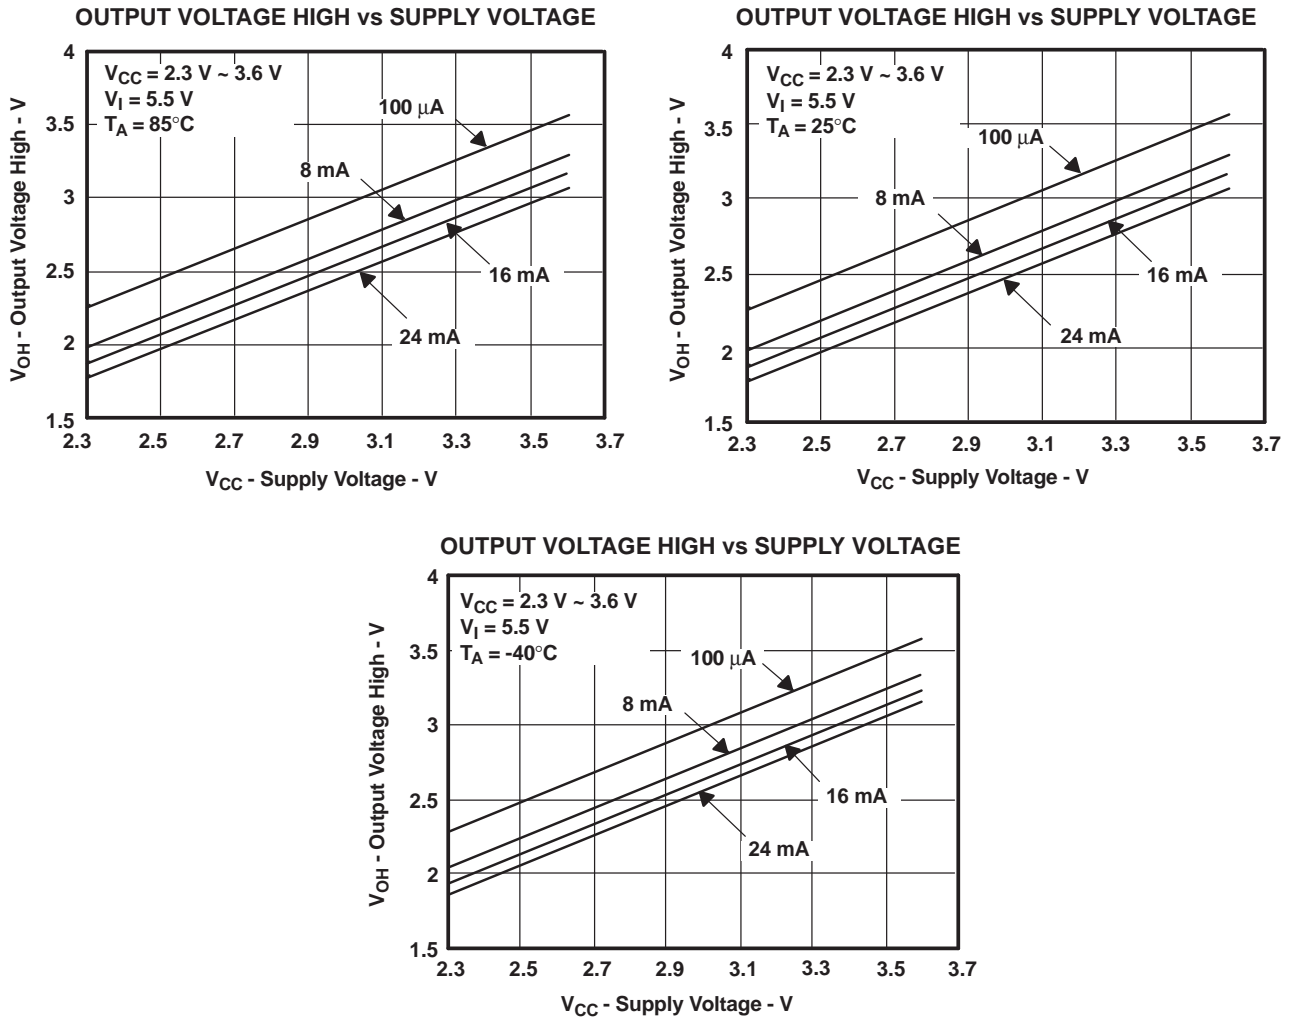 OUTPUT VOLTAGE HIGH vs SUPPLY VOLTAGE
VCC = 2.3 V ~ 3.6 V
VI = 5.5 V
TA = 85°C
100 μA
8 mA
16 mA
24 mA
4
3.5
3
2.5
2
1.5
2.3 2.5 2.7 2.9 3.1 3.3 3.5 3.7
VOH - Output Voltage High - V
VCC - Supply Voltage - V
OUTPUT VOLTAGE HIGH vs SUPPLY VOLTAGE
VCC = 2.3 V ~ 3.6 V
VI = 5.5 V
TA = 25°C
100 μA
8 mA
16 mA
24 mA
4
3.5
3
2.5
2
1.5
2.3 2.5 2.7 2.9 3.1 3.3 3.5 3.7
VOH - Output Voltage High - V
VCC - Supply Voltage - V
OUTPUT VOLTAGE HIGH vs SUPPLY VOLTAGE
VCC = 2.3 V ~ 3.6 V
VI = 5.5 V
TA = -40°C
100 μA
8 mA
16 mA
24 mA
4
3.5
3
2.5
2
1.5
2.3 2.5 2.7 2.9 3.1 3.3 3.5 3.7
VOH - Output Voltage High - V
VCC - Supply Voltage - V